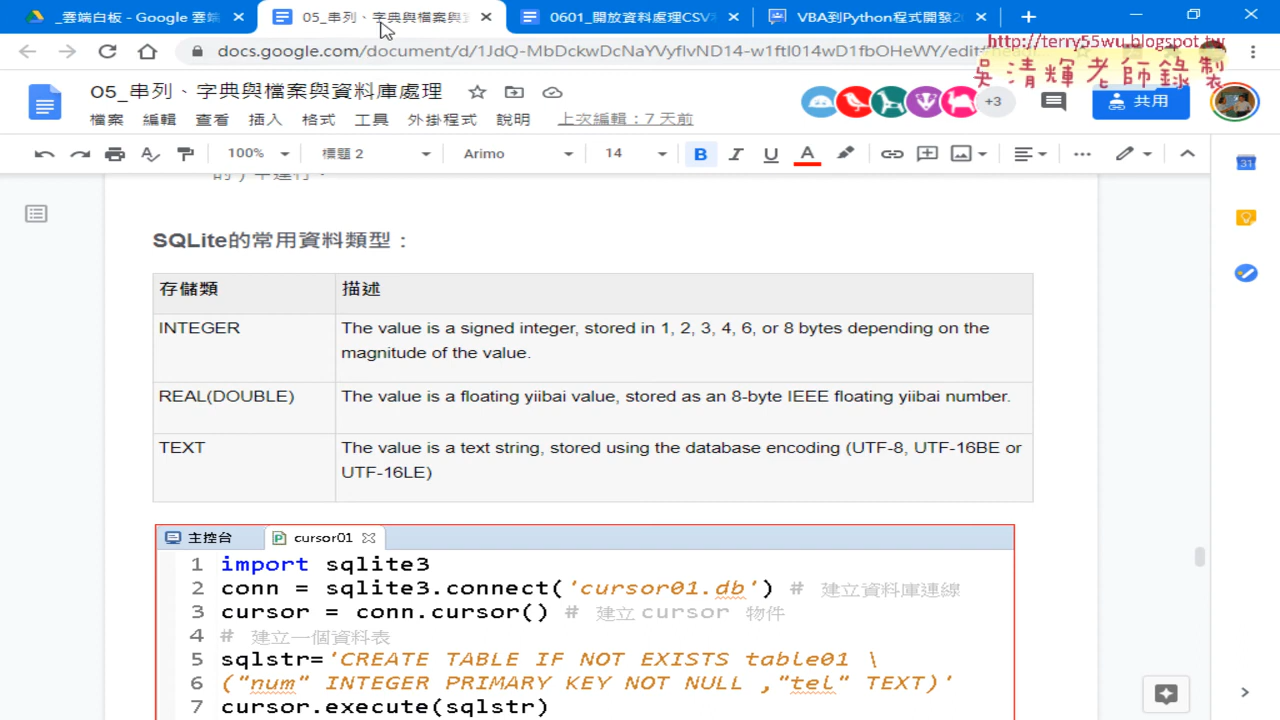 _雲端白板 - Google 雲端
05_串列、字典與檔案與資
0601_開放資料處理CSV
VBA到Python程式開發
docs.google.com/document/d/1JdQ-MbDckwDcNaYVyflvND14-w1ftl014wD1fbOHeWY/edit
http://terry55wu.blogspot.tw
吳清輝老師錄製
05_串列、字典與檔案與資料庫處理
+3
共用
檔案 編輯 查看 插入 格式 工具 外掛程式 說明 上次編輯：7 天前
100% 標題 2 Arimo 14 B I U A
31
SQLite的常用資料類型：
存儲類 描述
INTEGER The value is a signed integer, stored in 1, 2, 3, 4, 6, or 8 bytes depending on the
magnitude of the value.
REAL(DOUBLE) The value is a floating yiibai value, stored as an 8-byte IEEE floating yiibai number.
TEXT The value is a text string, stored using the database encoding (UTF-8, UTF-16BE or
UTF-16LE)
主控台 cursor01
1 import sqlite3
2 conn = sqlite3.connect('cursor01.db') # 建立資料庫連線
3 cursor = conn.cursor() # 建立 cursor 物件
4 # 建立一個資料表
5 sqlstr='CREATE TABLE IF NOT EXISTS table01 \
6 ("num" INTEGER PRIMARY KEY NOT NULL ,"tel" TEXT)'
7 cursor.execute(sqlstr)